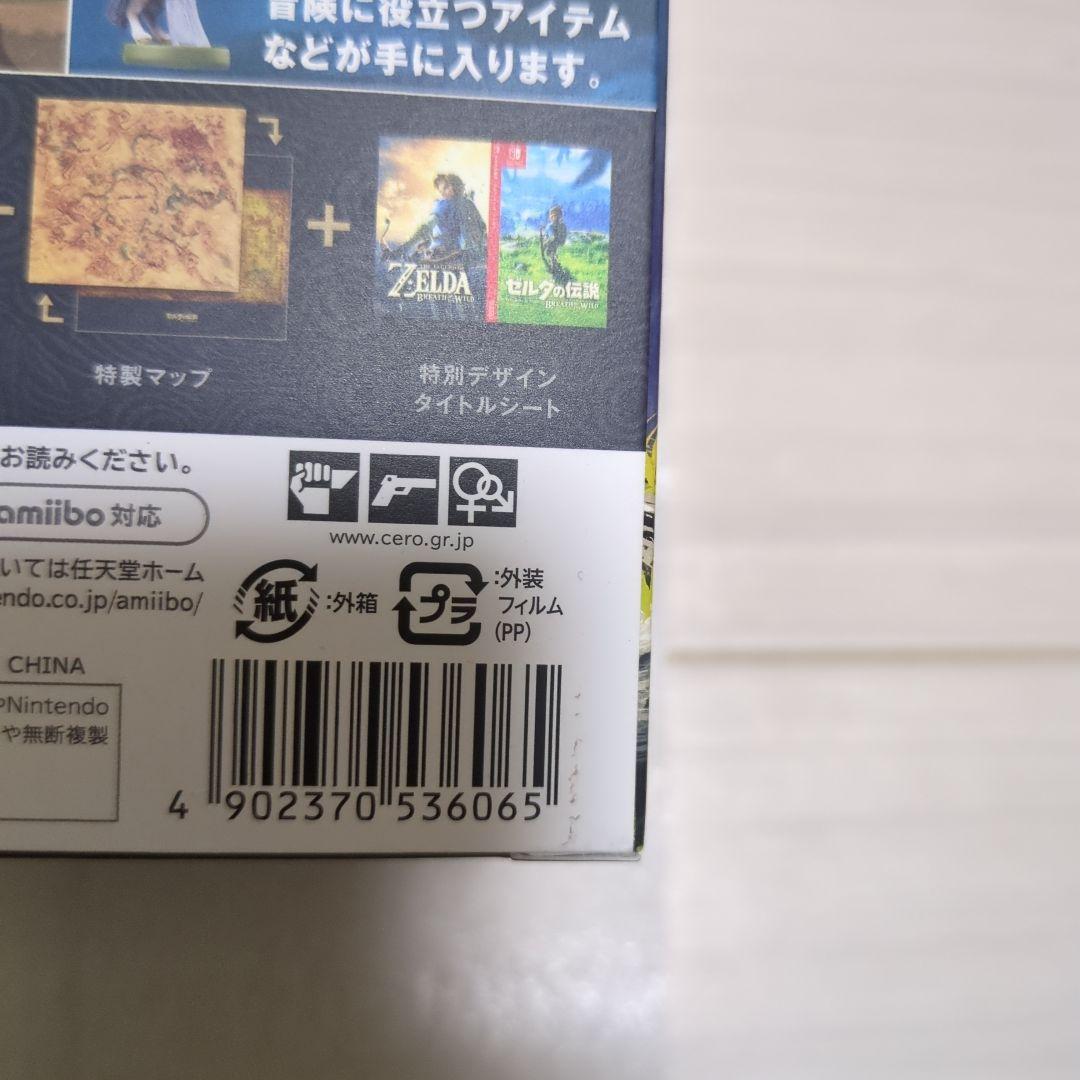 冒険に役立つアイテム
などが手に入ります。
THE LEGEND OF
ZELDA
BREATH OF THE WILD
ゼルダの伝説
BREATH OF THE WILD
特製マップ
特別デザイン
タイトルシート
お読みください。
amiibo 対応
www.cero.gr.jp
いては任天堂ホーム
endo.co.jp/amiibo/
紙 :外箱
プラ :外装
フィルム
(PP)
CHINA
Nintendo
や無断複製
4 902370 536065